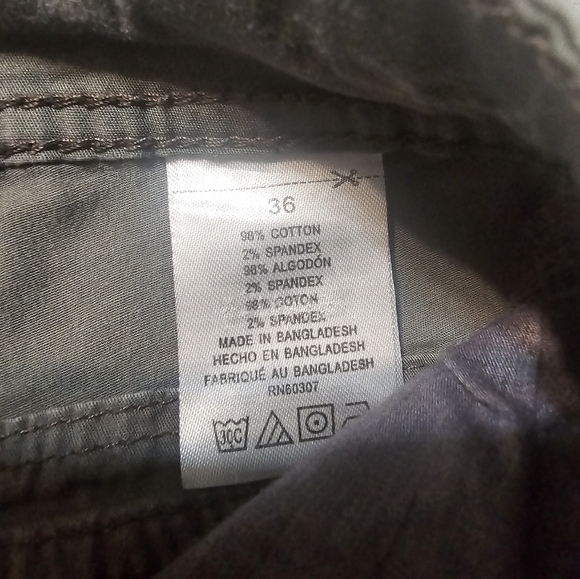 36
98% COTTON
2% SPANDEX
98% ALGODÓN
2% SPANDEX
98% COTON
2% SPANDEX
MADE IN BANGLADESH
HECHO EN BANGLADESH
FABRIQUÉ AU BANGLADESH
RN60307
30C